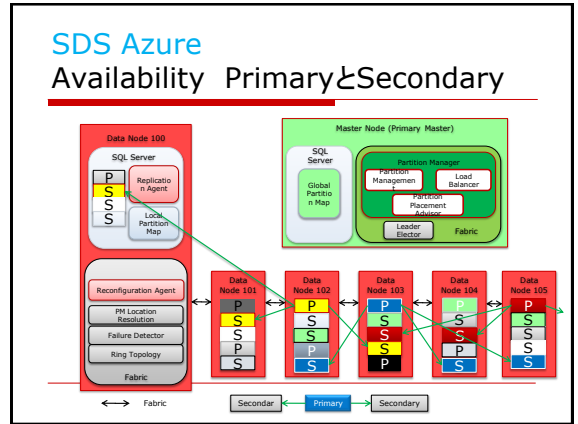 SDS Azure
Availability PrimaryとSecondary
Data Node 100
SQL Server
P
S
S
S
Replicatio
n Agent
Local
Partition
Map
Reconfiguration Agent
PM Location
Resolution
Failure Detector
Ring Topology
Fabric
Master Node (Primary Master)
SQL
Server
Global
Partitio
n Map
Partition Manager
Partition
Managemen
t
Load
Balancer
Partition Placement
Advisor
Leader
Elector
Fabric
Data
Node 101
P
S
S
P
S
Data
Node 102
P
S
S
P
S
Data
Node 103
P
S
S
S
P
Data
Node 104
P
S
S
P
S
Data
Node 105
P
S
S
S
S
Fabric
Secondar
Primary
Secondary